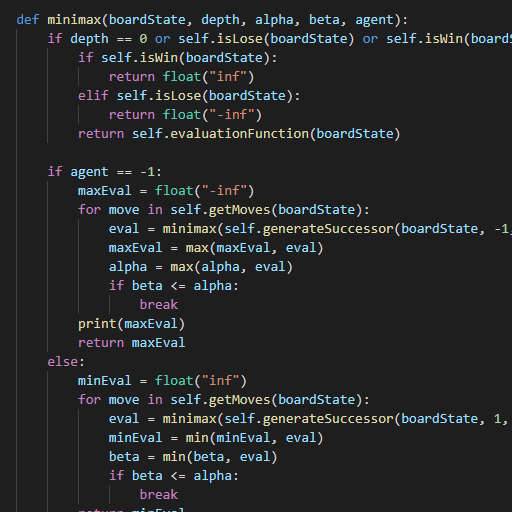 def minimax(boardState, depth, alpha, beta, agent):
    if depth == 0 or self.isLose(boardState) or self.isWin(boardS
        if self.isWin(boardState):
            return float("inf")
        elif self.isLose(boardState):
            return float("-inf")
        return self.evaluationFunction(boardState)

    if agent == -1:
        maxEval = float("-inf")
        for move in self.getMoves(boardState):
            eval = minimax(self.generateSuccessor(boardState, -1,
            maxEval = max(maxEval, eval)
            alpha = max(alpha, eval)
            if beta <= alpha:
                break
        print(maxEval)
        return maxEval
    else:
        minEval = float("inf")
        for move in self.getMoves(boardState):
            eval = minimax(self.generateSuccessor(boardState, 1,
            minEval = min(minEval, eval)
            beta = min(beta, eval)
            if beta <= alpha:
                break
        return minEval